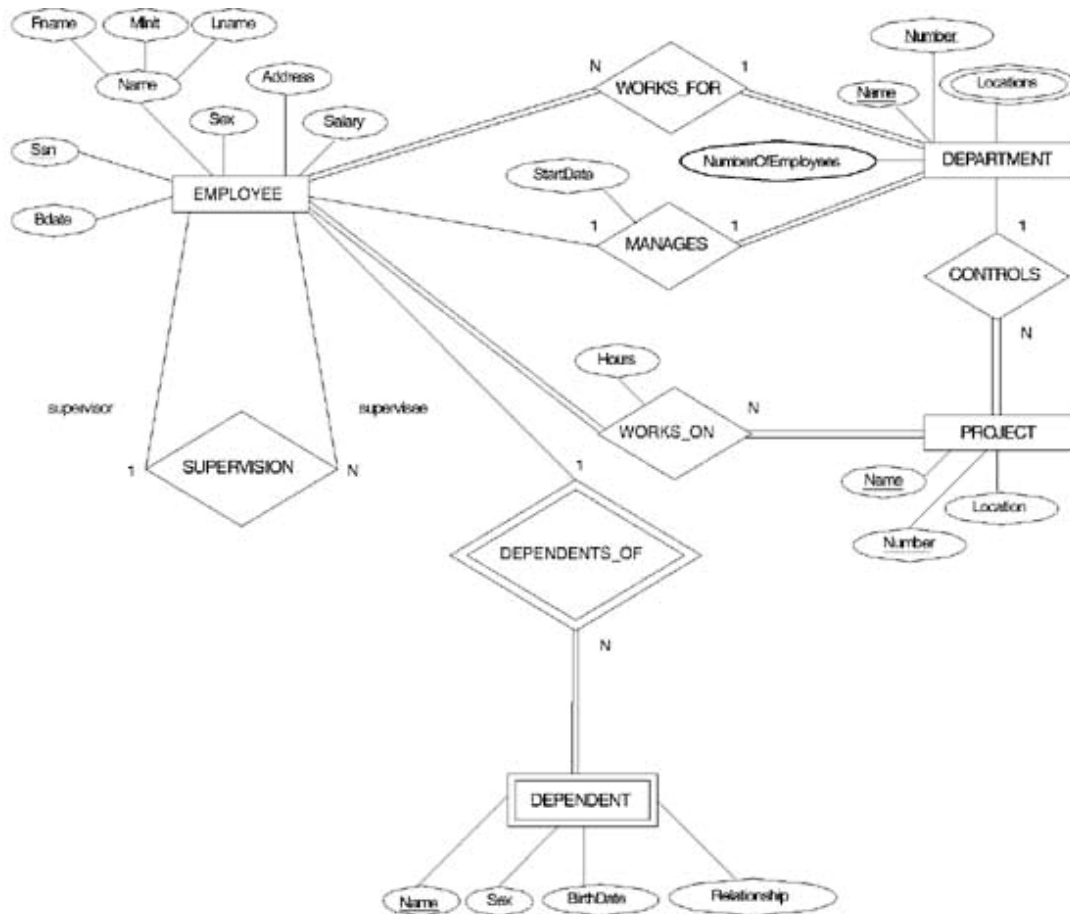 Fname Minit Lname
Number
Name
Address
N
WORKS_FOR
1
Locations
Sex
Salary
Name
Ssn
EMPLOYEE
StartDate
NumberOfEmployees
DEPARTMENT
Bdate
1
MANAGES
1
1
CONTROLS
N
Hours
supervisor
supervisee
N
WORKS_ON
PROJECT
1
SUPERVISION
N
1
Name
Location
Number
DEPENDENTS_OF
N
DEPENDENT
Name
Sex
BirthDate
Relationship